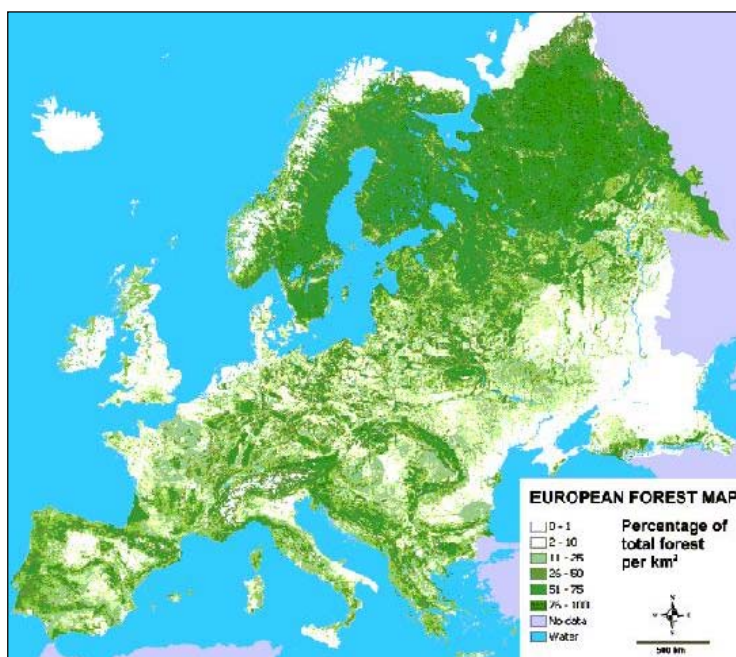 EUROPEAN FOREST MAP
0 - 1
2 - 10
11 - 25
26 - 50
51 - 75
76 - 100
No-data
Water
Percentage of
total forest
per km²
N
W E
S
500 km